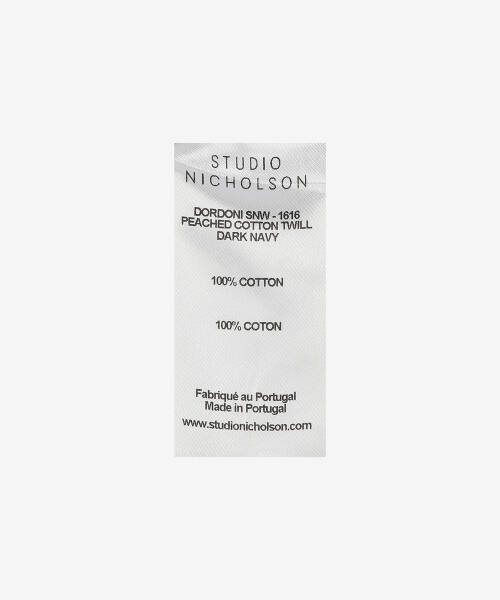 STUDIO
NICHOLSON
DORDONI SNW - 1616
PEACHED COTTON TWILL
DARK NAVY
100% COTTON
100% COTON
Fabriqué au Portugal
Made in Portugal
www.studionicholson.com